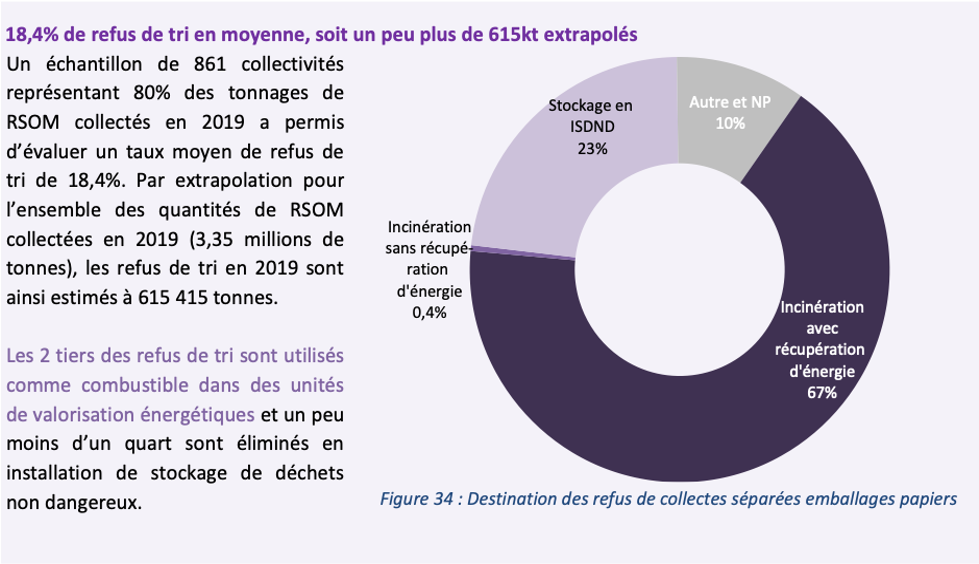 18,4% de refus de tri en moyenne, soit un peu plus de 615kt extrapolés
Un échantillon de 861 collectivités
représentant 80% des tonnages de
RSOM collectés en 2019 a permis
d’évaluer un taux moyen de refus de
tri de 18,4%. Par extrapolation pour
l’ensemble des quantités de RSOM
collectées en 2019 (3,35 millions de
tonnes), les refus de tri en 2019 sont
ainsi estimés à 615 415 tonnes.
Les 2 tiers des refus de tri sont utilisés
comme combustible dans des unités
de valorisation énergétiques et un peu
moins d’un quart sont éliminés en
installation de stockage de déchets
non dangereux.
Stockage en
ISDND
23%
Autre et NP
10%
Incinération
sans récupé-
ration
d'énergie
0,4%
Incinération
avec
récupération
d'énergie
67%
Figure 34 : Destination des refus de collectes séparées emballages papiers